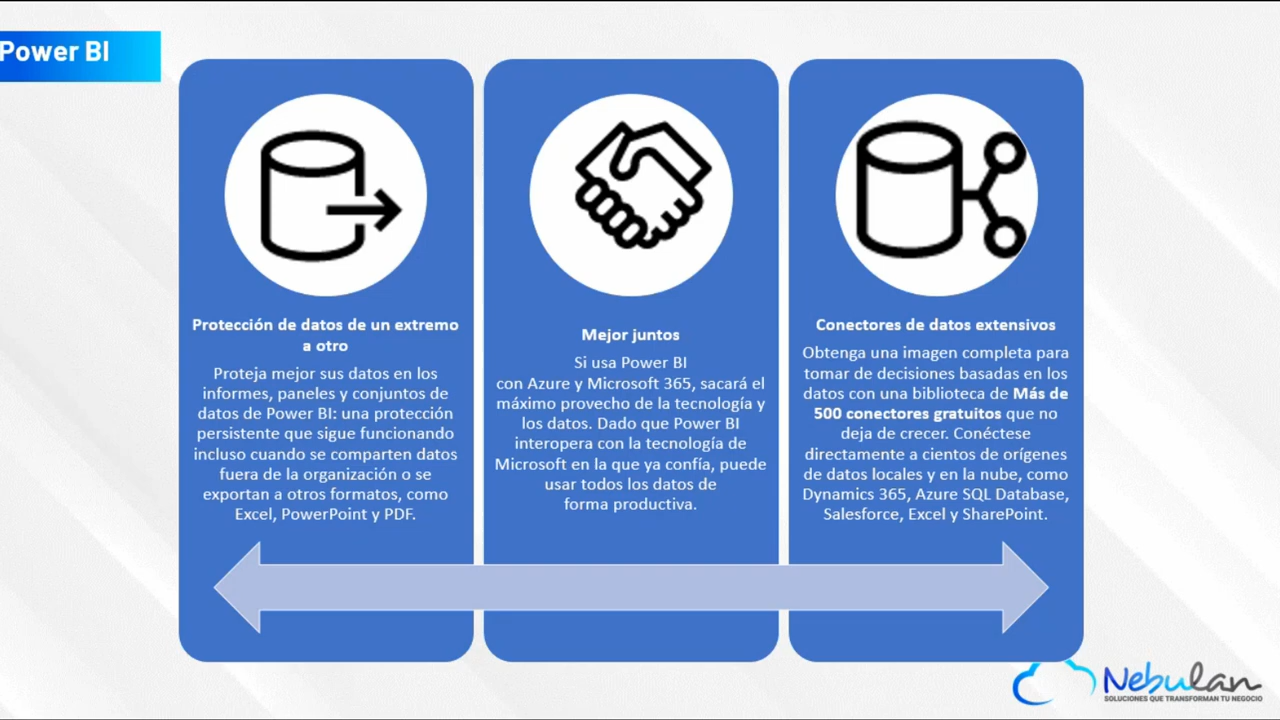 Power BI
Protección de datos de un extremo
a otro
Proteja mejor sus datos en los
informes, paneles y conjuntos de
datos de Power BI: una protección
persistente que sigue funcionando
incluso cuando se comparten datos
fuera de la organización o se
exportan a otros formatos, como
Excel, PowerPoint y PDF.
Mejor juntos
Si usa Power BI
con Azure y Microsoft 365, sacará el
máximo provecho de la tecnología y
los datos. Dado que Power BI
interopera con la tecnología de
Microsoft en la que ya confía, puede
usar todos los datos de
forma productiva.
Conectores de datos extensivos
Obtenga una imagen completa para
tomar de decisiones basadas en los
datos con una biblioteca de Más de
500 conectores gratuitos que no
deja de crecer. Conéctese
directamente a cientos de orígenes
de datos locales y en la nube, como
Dynamics 365, Azure SQL Database,
Salesforce, Excel y SharePoint.
Nebulan
SOLUCIONES QUE TRANSFORMAN TU NEGOCIO